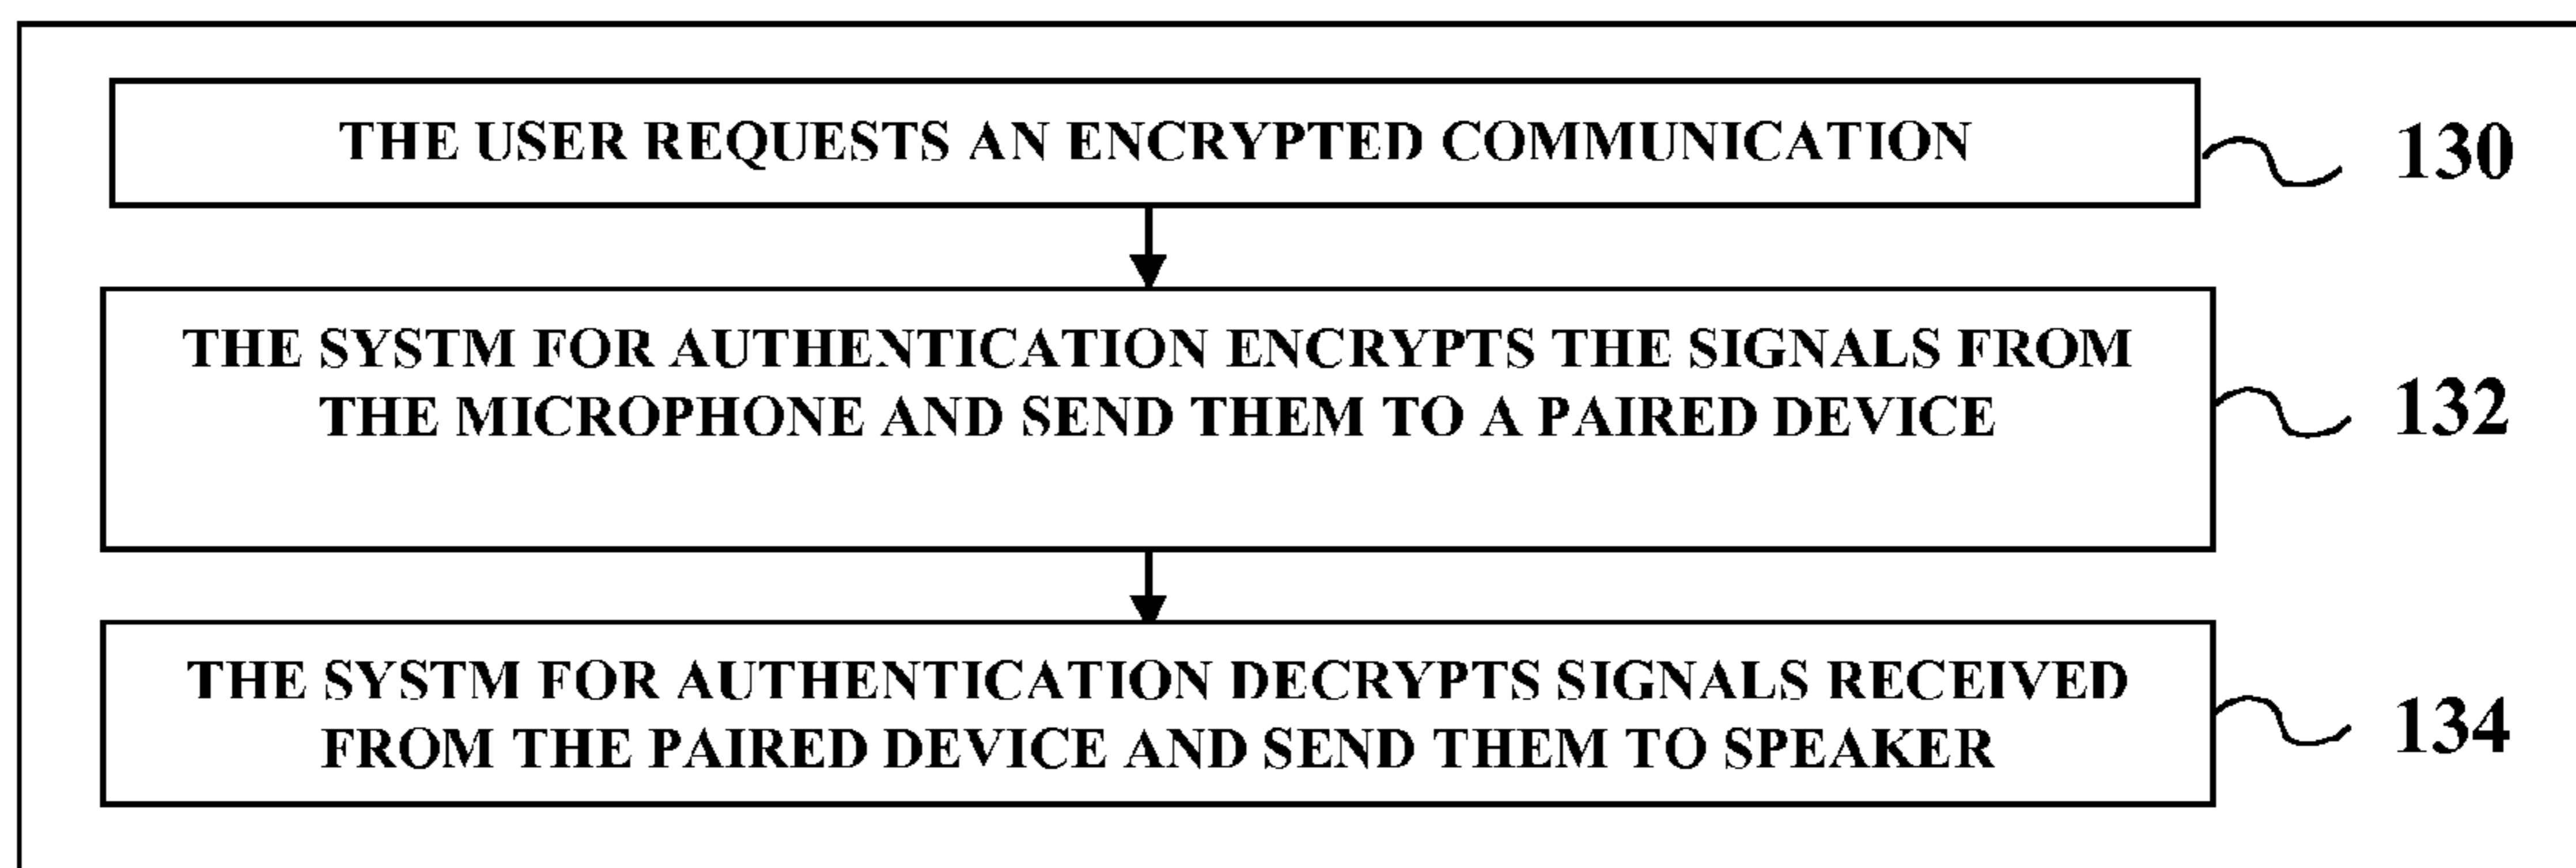 THE USER REQUESTS AN ENCRYPTED COMMUNICATION
130
THE SYSTM FOR AUTHENTICATION ENCRYPTS THE SIGNALS FROM
THE MICROPHONE AND SEND THEM TO A PAIRED DEVICE
132
THE SYSTM FOR AUTHENTICATION DECRYPTS SIGNALS RECEIVED
FROM THE PAIRED DEVICE AND SEND THEM TO SPEAKER
134